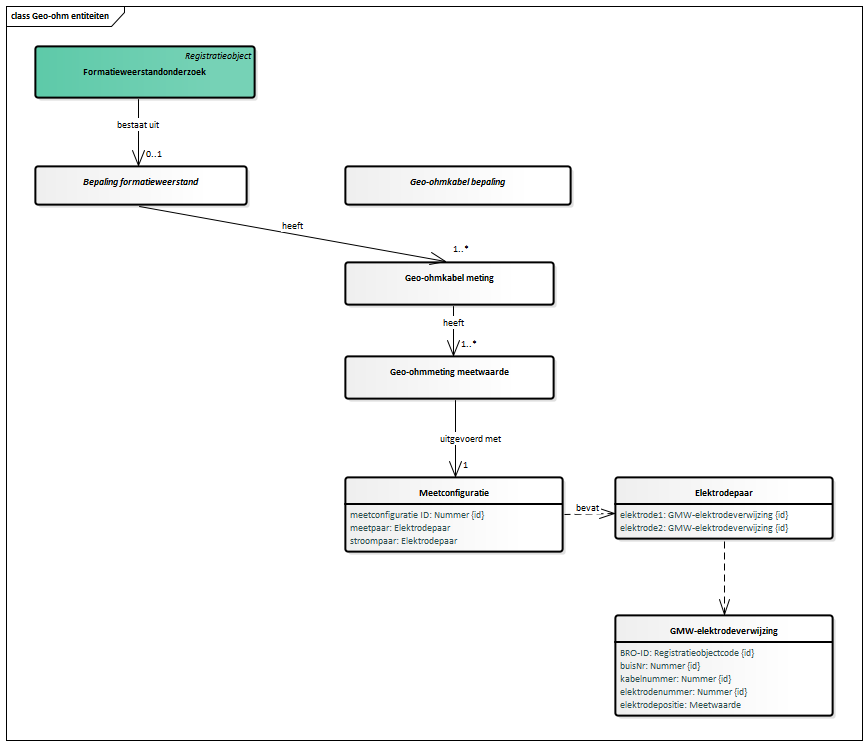 class Geo-ohm entiteiten
Registratieobject
Formatieweerstandonderzoek
bestaat uit
0..1
Bepaling formatieweerstand
Geo-ohmkabel bepaling
heeft
1..*
Geo-ohmkabel meting
heeft
1..*
Geo-ohmmeting meetwaarde
uitgevoerd met
1
Meetconfiguratie
meetconfiguratie ID: Nummer {id}
meetpaar: Elektrodepaar
stroompaar: Elektrodepaar
bevat
Elektrodepaar
elektrode1: GMW-elektrodeverwijzing {id}
elektrode2: GMW-elektrodeverwijzing {id}
GMW-elektrodeverwijzing
BRO-ID: Registratieobjectcode {id}
buisNr: Nummer {id}
kabelnummer: Nummer {id}
elektrodenummer: Nummer {id}
elektrodepositie: Meetwaarde